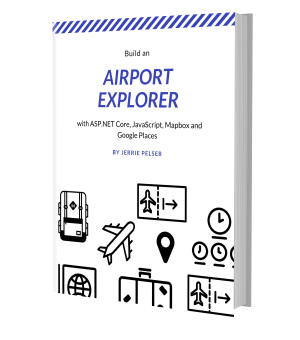 Build an
AIRPORT
EXPLORER
with ASP.NET Core, JavaScript, Mapbox and
Google Places
BY JERRIE PELSER